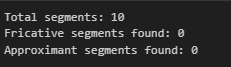 Total segments: 10
Fricative segments found: 0
Approximant segments found: 0